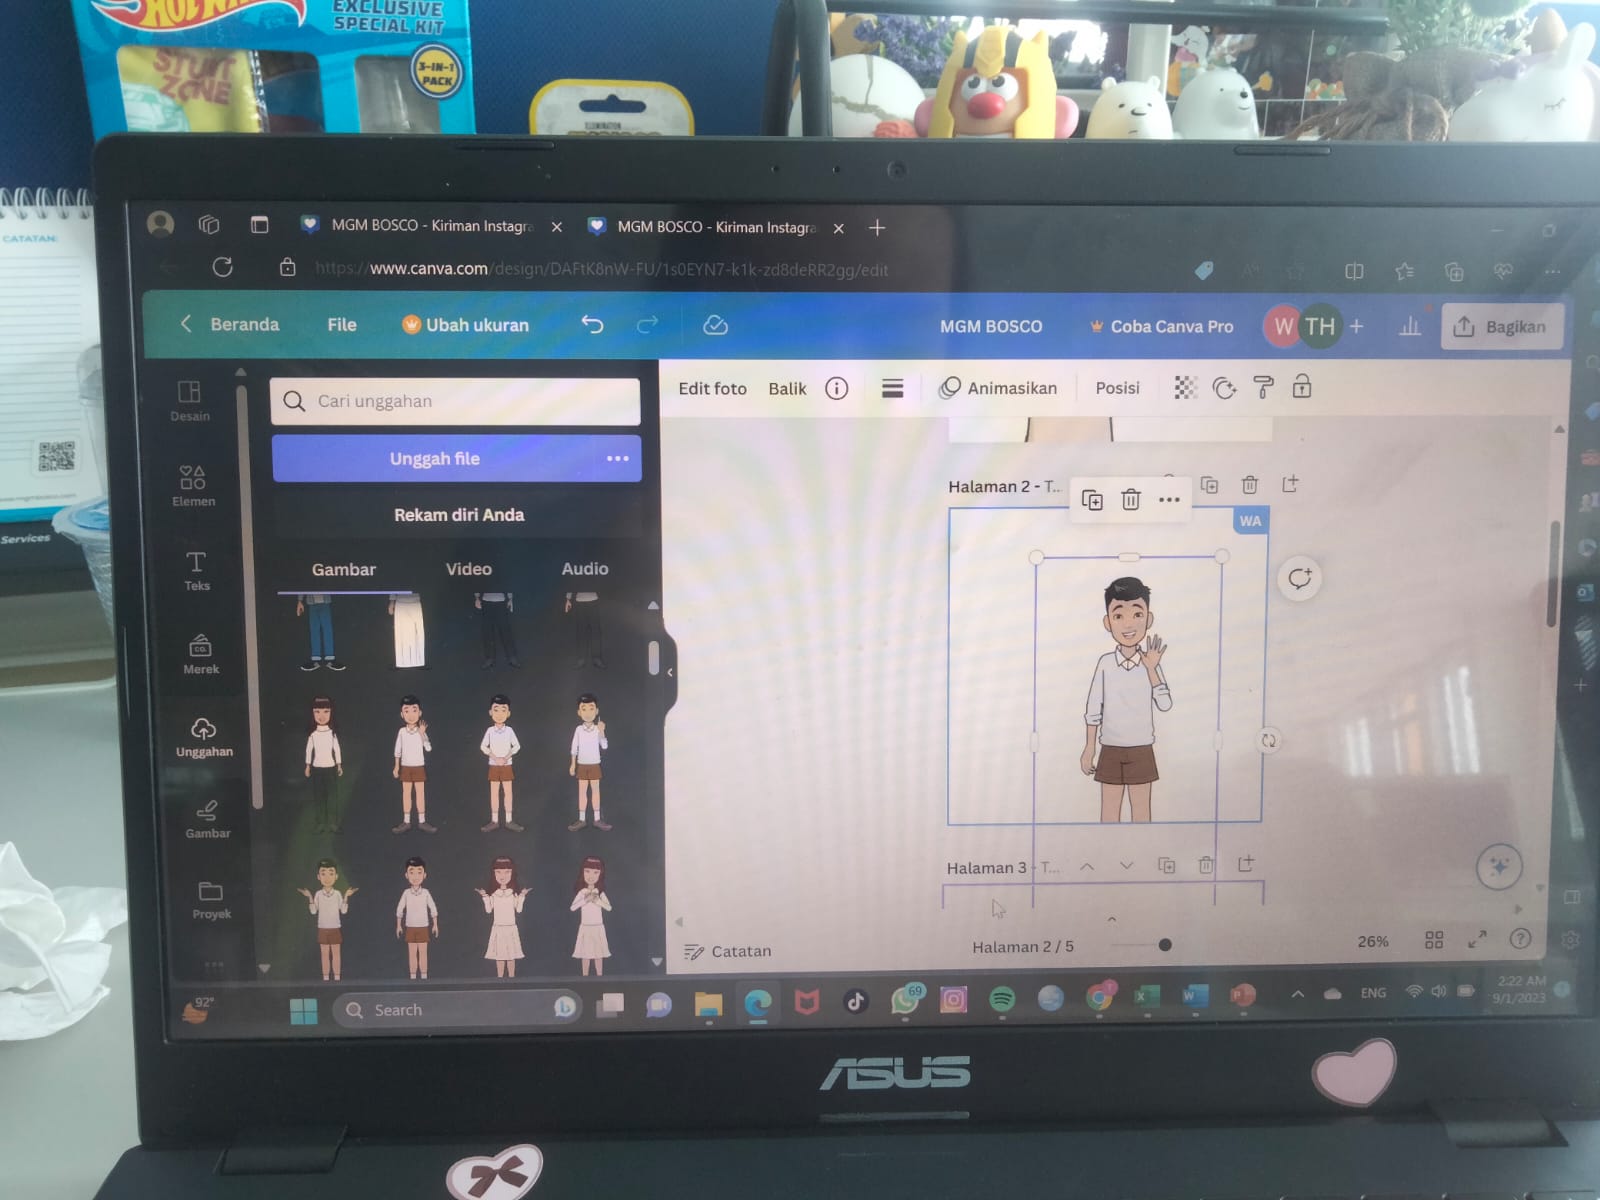 HOT WHEELS
EXCLUSIVE
SPECIAL KIT
STUNT
ZONE
3-IN-1
PACK
CATATAN:
Services
MGM BOSCO - Kiriman Instagra
MGM BOSCO - Kiriman Instagra
https://www.canva.com/design/DAFtK8nW-FU/1s0EYN7-k1k-zd8deRR2gg/edit
Beranda
File
Ubah ukuran
MGM BOSCO
Coba Canva Pro
W
TH
Bagikan
Desain
Elemen
Teks
Merek
Unggahan
Gambar
Proyek
Cari unggahan
Unggah file
Rekam diri Anda
Gambar
Video
Audio
Edit foto
Balik
Animasikan
Posisi
Halaman 2 - T...
WA
Halaman 3 - T...
Catatan
Halaman 2 / 5
26%
92°
Search
69
ENG
2:22 AM
9/1/2023
ASUS